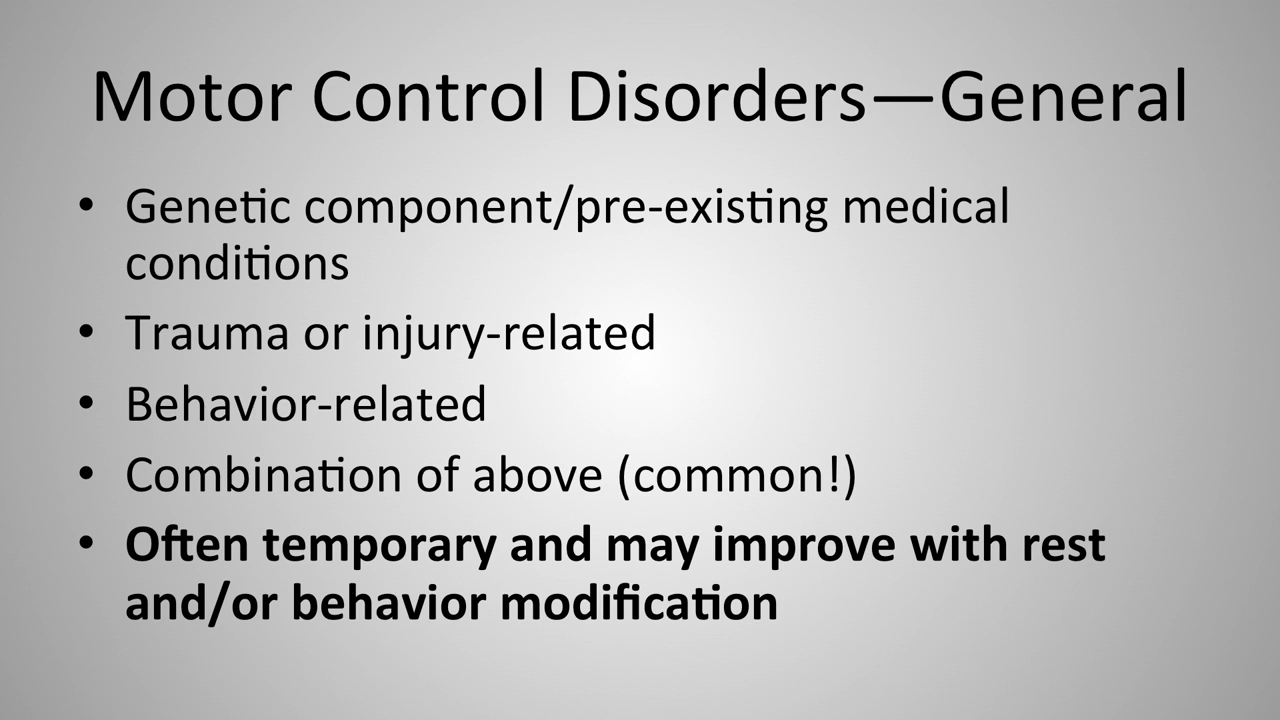 Motor Control Disorders—General
• Genetic component/pre-existing medical
conditions
• Trauma or injury-related
• Behavior-related
• Combination of above (common!)
• Often temporary and may improve with rest
and/or behavior modification